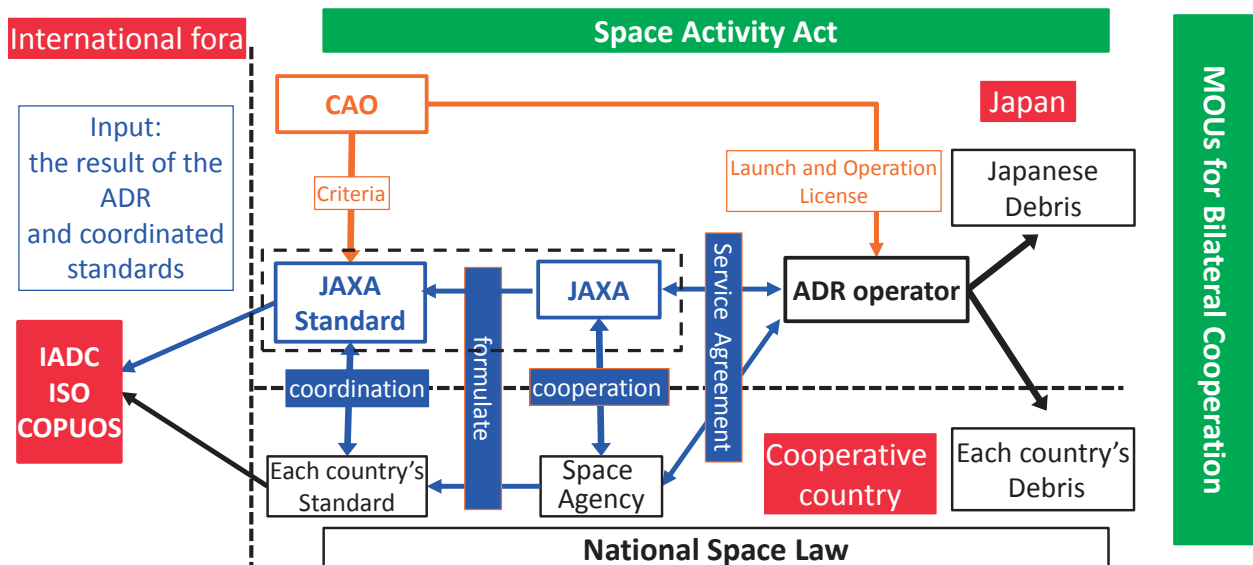 International fora
Space Activity Act
MOUs for Bilateral Cooperation
CAO
Japan
Input:
the result of the
ADR
and coordinated
standards
Criteria
Launch and Operation
License
Japanese
Debris
JAXA
Standard
formulate
JAXA
Service Agreement
ADR operator
IADC
ISO
COPUOS
coordination
cooperation
Each country's
Standard
Space
Agency
Cooperative
country
Each country's
Debris
National Space Law